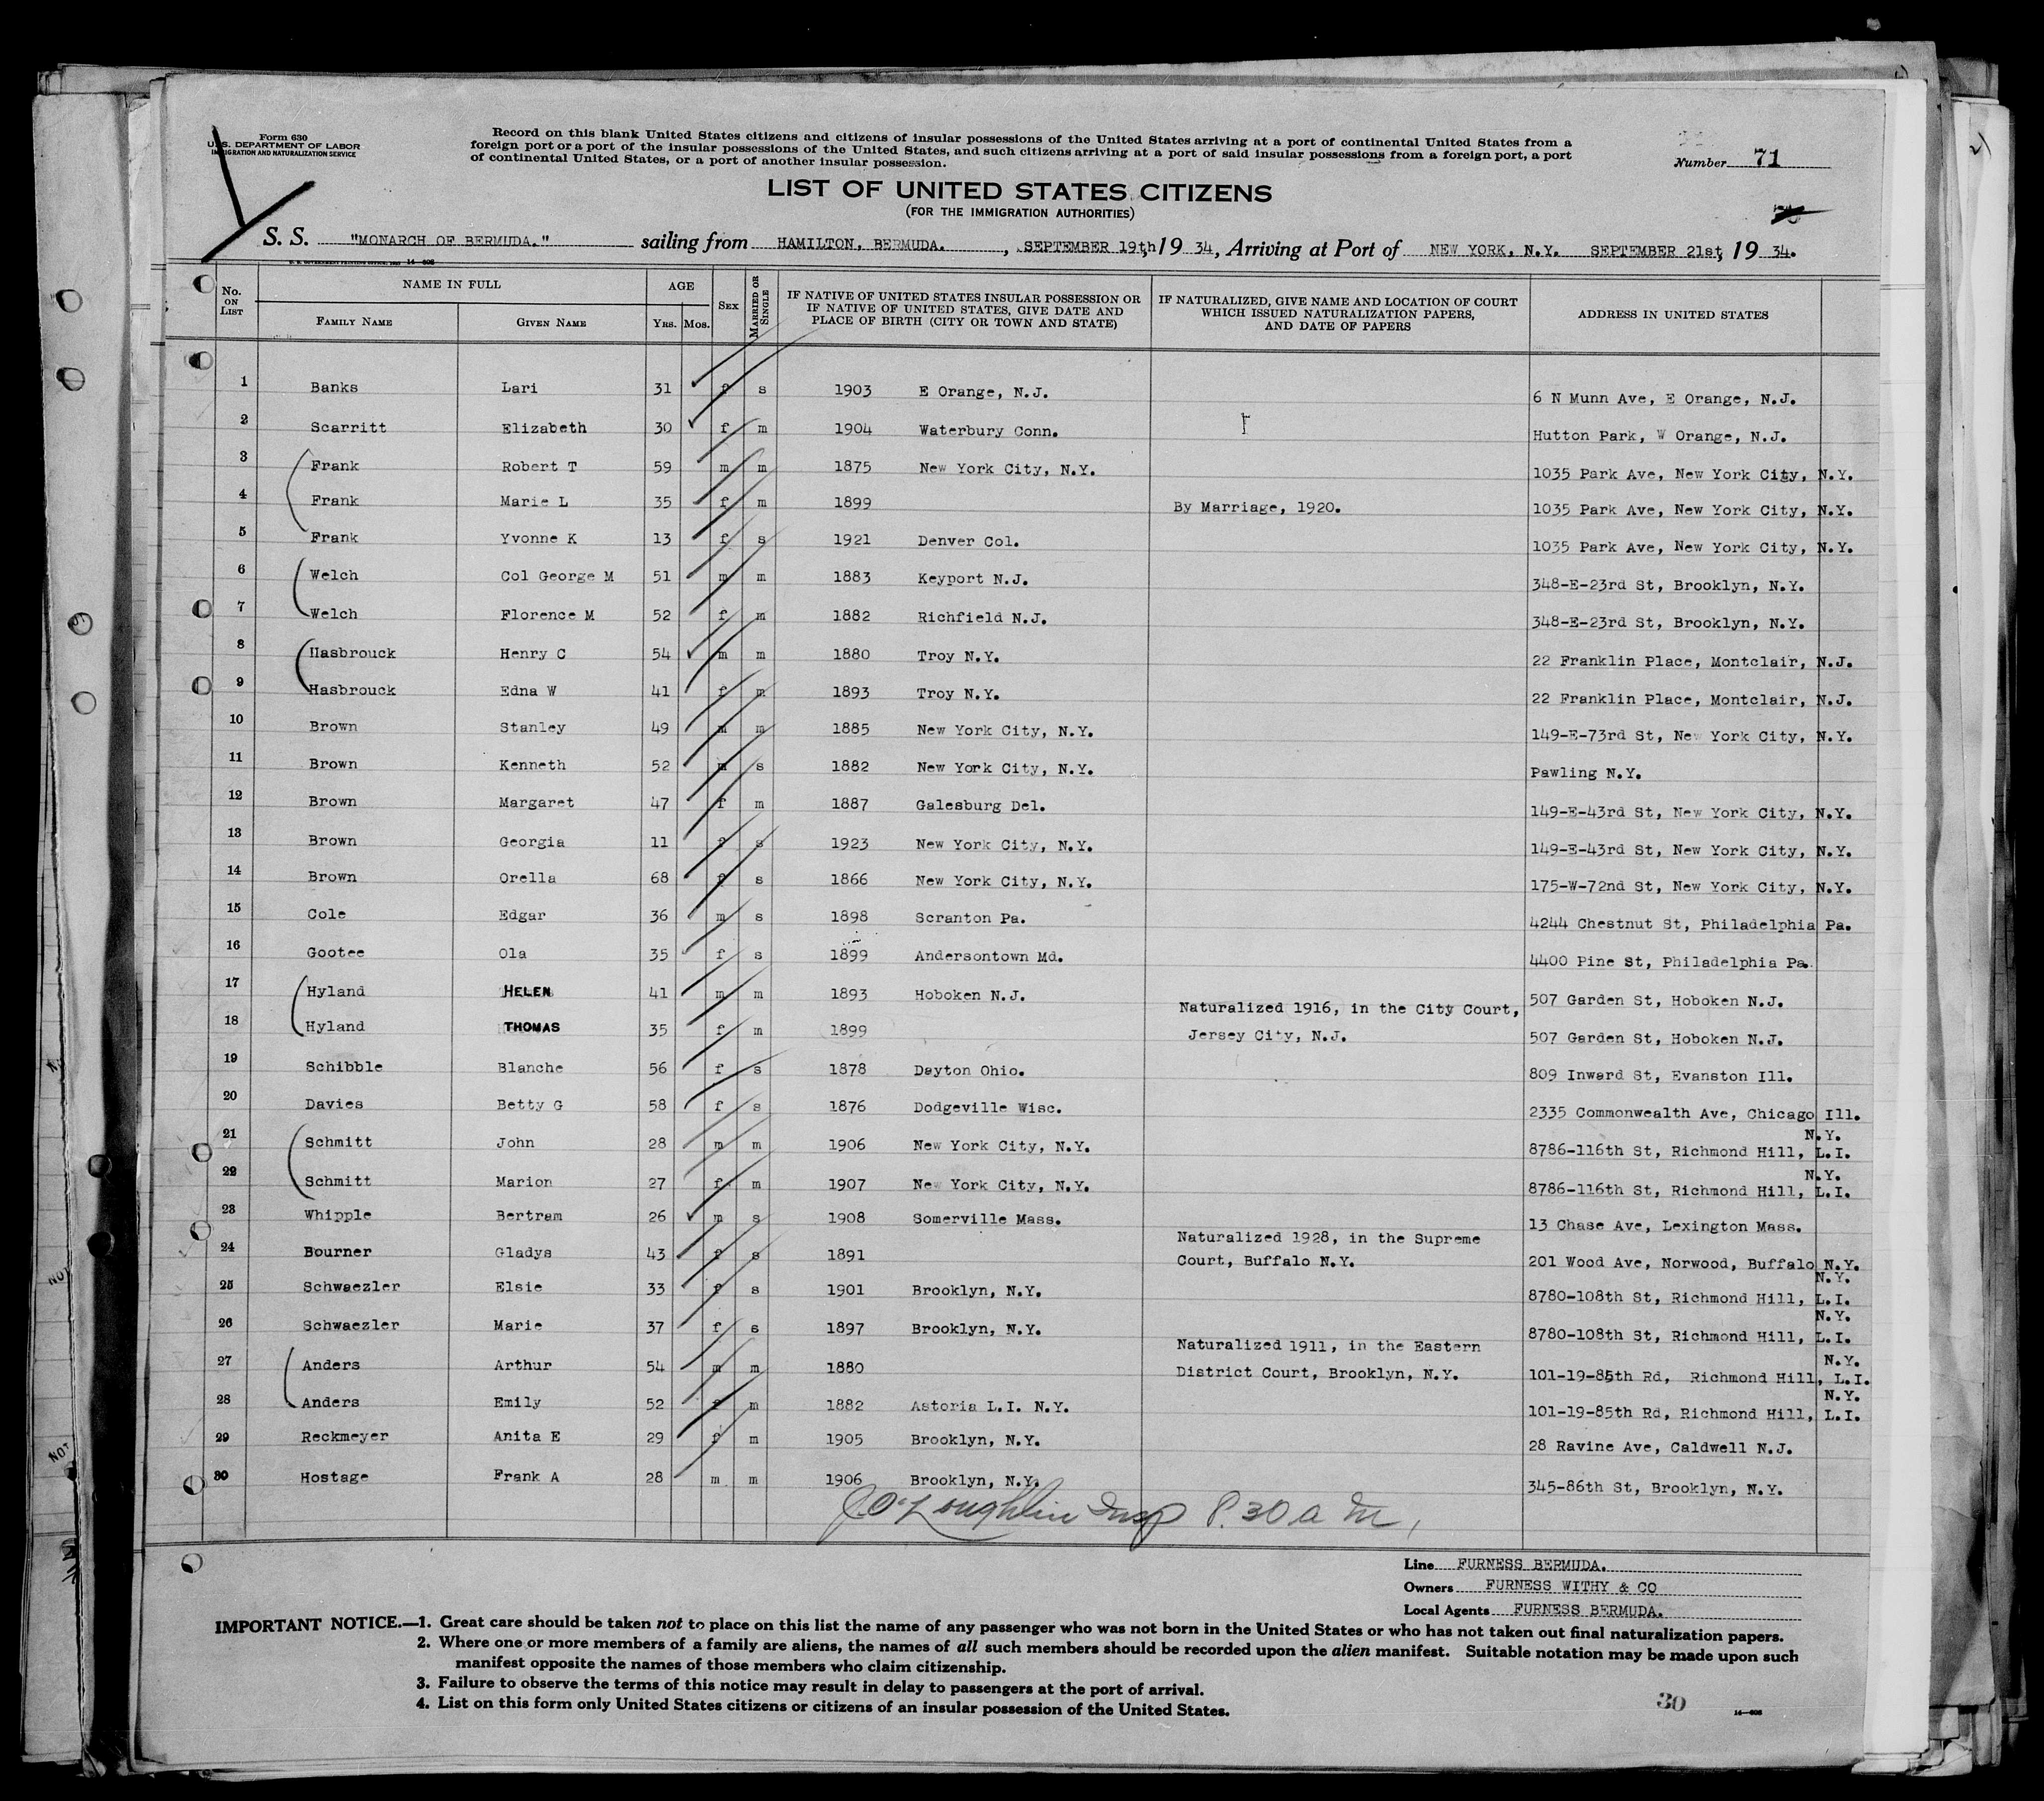 Form 630
U. S. DEPARTMENT OF LABOR
IMMIGRATION AND NATURALIZATION SERVICE
Record on this blank United States citizens and citizens of insular possessions of the United States arriving at a port of continental United States from a
foreign port or a port of the insular possessions of the United States, and such citizens arriving at a port of said insular possessions from a foreign port, a port
of continental United States, or a port of another insular possession.
Number 71
LIST OF UNITED STATES CITIZENS
(FOR THE IMMIGRATION AUTHORITIES)
S. S. "MONARCH OF BERMUDA." sailing from HAMILTON, BERMUDA. , SEPTEMBER 19th, 19 34, Arriving at Port of NEW YORK, N.Y. SEPTEMBER 21st, 19 34.
No. ON LIST NAME IN FULL AGE SEX MARRIED OR SINGLE IF NATIVE OF UNITED STATES INSULAR POSSESSION OR IF NATIVE OF UNITED STATES, GIVE DATE AND PLACE OF BIRTH (CITY OR TOWN AND STATE) IF NATURALIZED, GIVE NAME AND LOCATION OF COURT WHICH ISSUED NATURALIZATION PAPERS, AND DATE OF PAPERS ADDRESS IN UNITED STATES
FAMILY NAME GIVEN NAME YRS. MOS.
1 Banks Lari 31 f s 1903 E Orange, N.J. 6 N Munn Ave, E Orange, N.J.
2 Scarritt Elizabeth 30 f m 1904 Waterbury Conn. Hutton Park, W Orange, N.J.
3 Frank Robert T 59 m m 1875 New York City, N.Y. 1035 Park Ave, New York City, N.Y.
4 Frank Marie L 35 f m 1899 By Marriage, 1920. 1035 Park Ave, New York City, N.Y.
5 Frank Yvonne K 13 f s 1921 Denver Col. 1035 Park Ave, New York City, N.Y.
6 Welch Col George M 51 m m 1883 Keyport N.J. 348-E-23rd St, Brooklyn, N.Y.
7 Welch Florence M 52 f m 1882 Richfield N.J. 348-E-23rd St, Brooklyn, N.Y.
8 Hasbrouck Henry C 54 m m 1880 Troy N.Y. 22 Franklin Place, Montclair, N.J.
9 Hasbrouck Edna W 41 f m 1893 Troy N.Y. 22 Franklin Place, Montclair, N.J.
10 Brown Stanley 49 m m 1885 New York City, N.Y. 149-E-73rd St, New York City, N.Y.
11 Brown Kenneth 52 m s 1882 New York City, N.Y. Pawling N.Y.
12 Brown Margaret 47 f m 1887 Galesburg Del. 149-E-43rd St, New York City, N.Y.
13 Brown Georgia 11 f s 1923 New York City, N.Y. 149-E-43rd St, New York City, N.Y.
14 Brown Orella 68 f s 1866 New York City, N.Y. 175-W-72nd St, New York City, N.Y.
15 Cole Edgar 36 m s 1898 Scranton Pa. 4244 Chestnut St, Philadelphia Pa.
16 Gootee Ola 35 f s 1899 Andersontown Md. 4400 Pine St, Philadelphia Pa.
17 Hyland HELEN 41 m m 1893 Hoboken N.J. 507 Garden St, Hoboken N.J.
Naturalized 1916, in the City Court,
18 Hyland THOMAS 35 f m 1899 Jersey City, N.J. 507 Garden St, Hoboken N.J.
19 Schibble Blanche 56 f s 1878 Dayton Ohio. 809 Inward St, Evanston Ill.
20 Davies Betty G 58 f s 1876 Dodgeville Wisc. 2335 Commonwealth Ave, Chicago Ill.
N.Y.
21 Schmitt John 28 m m 1906 New York City, N.Y. 8786-116th St, Richmond Hill, L.I.
N.Y.
22 Schmitt Marion 27 f m 1907 New York City, N.Y. 8786-116th St, Richmond Hill, L.I.
23 Whipple Bertram 26 m s 1908 Somerville Mass. 13 Chase Ave, Lexington Mass.
Naturalized 1928, in the Supreme
24 Bourner Gladys 43 f s 1891 Court, Buffalo N.Y. 201 Wood Ave, Norwood, Buffalo N.Y.
N.Y.
25 Schwaezler Elsie 33 f s 1901 Brooklyn, N.Y. 8780-108th St, Richmond Hill, L.I.
N.Y.
26 Schwaezler Marie 37 f s 1897 Brooklyn, N.Y. 8780-108th St, Richmond Hill, L.I.
Naturalized 1911, in the Eastern
N.Y.
27 Anders Arthur 54 m m 1880 District Court, Brooklyn, N.Y. 101-19-85th Rd, Richmond Hill, L.I.
N.Y.
28 Anders Emily 52 f m 1882 Astoria L.I. N.Y. 101-19-85th Rd, Richmond Hill, L.I.
29 Reckmeyer Anita E 29 f m 1905 Brooklyn, N.Y. 28 Ravine Ave, Caldwell N.J.
30 Hostage Frank A 28 m m 1906 Brooklyn, N.Y. 345-86th St, Brooklyn, N.Y.
J. O'Loughlin Insp 8.30 a m,
Line FURNESS BERMUDA.
Owners FURNESS WITHY & CO
Local Agents FURNESS BERMUDA.
IMPORTANT NOTICE.—1. Great care should be taken not to place on this list the name of any passenger who was not born in the United States or who has not taken out final naturalization papers.
2. Where one or more members of a family are aliens, the names of all such members should be recorded upon the alien manifest. Suitable notation may be made upon such
manifest opposite the names of those members who claim citizenship.
3. Failure to observe the terms of this notice may result in delay to passengers at the port of arrival.
4. List on this form only United States citizens or citizens of an insular possession of the United States.
30